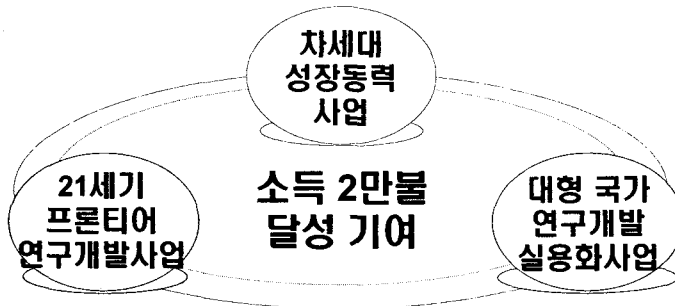 차세대
성장동력
사업
21세기
프론티어
연구개발사업
소득 2만불
달성 기여
대형 국가
연구개발
실용화사업